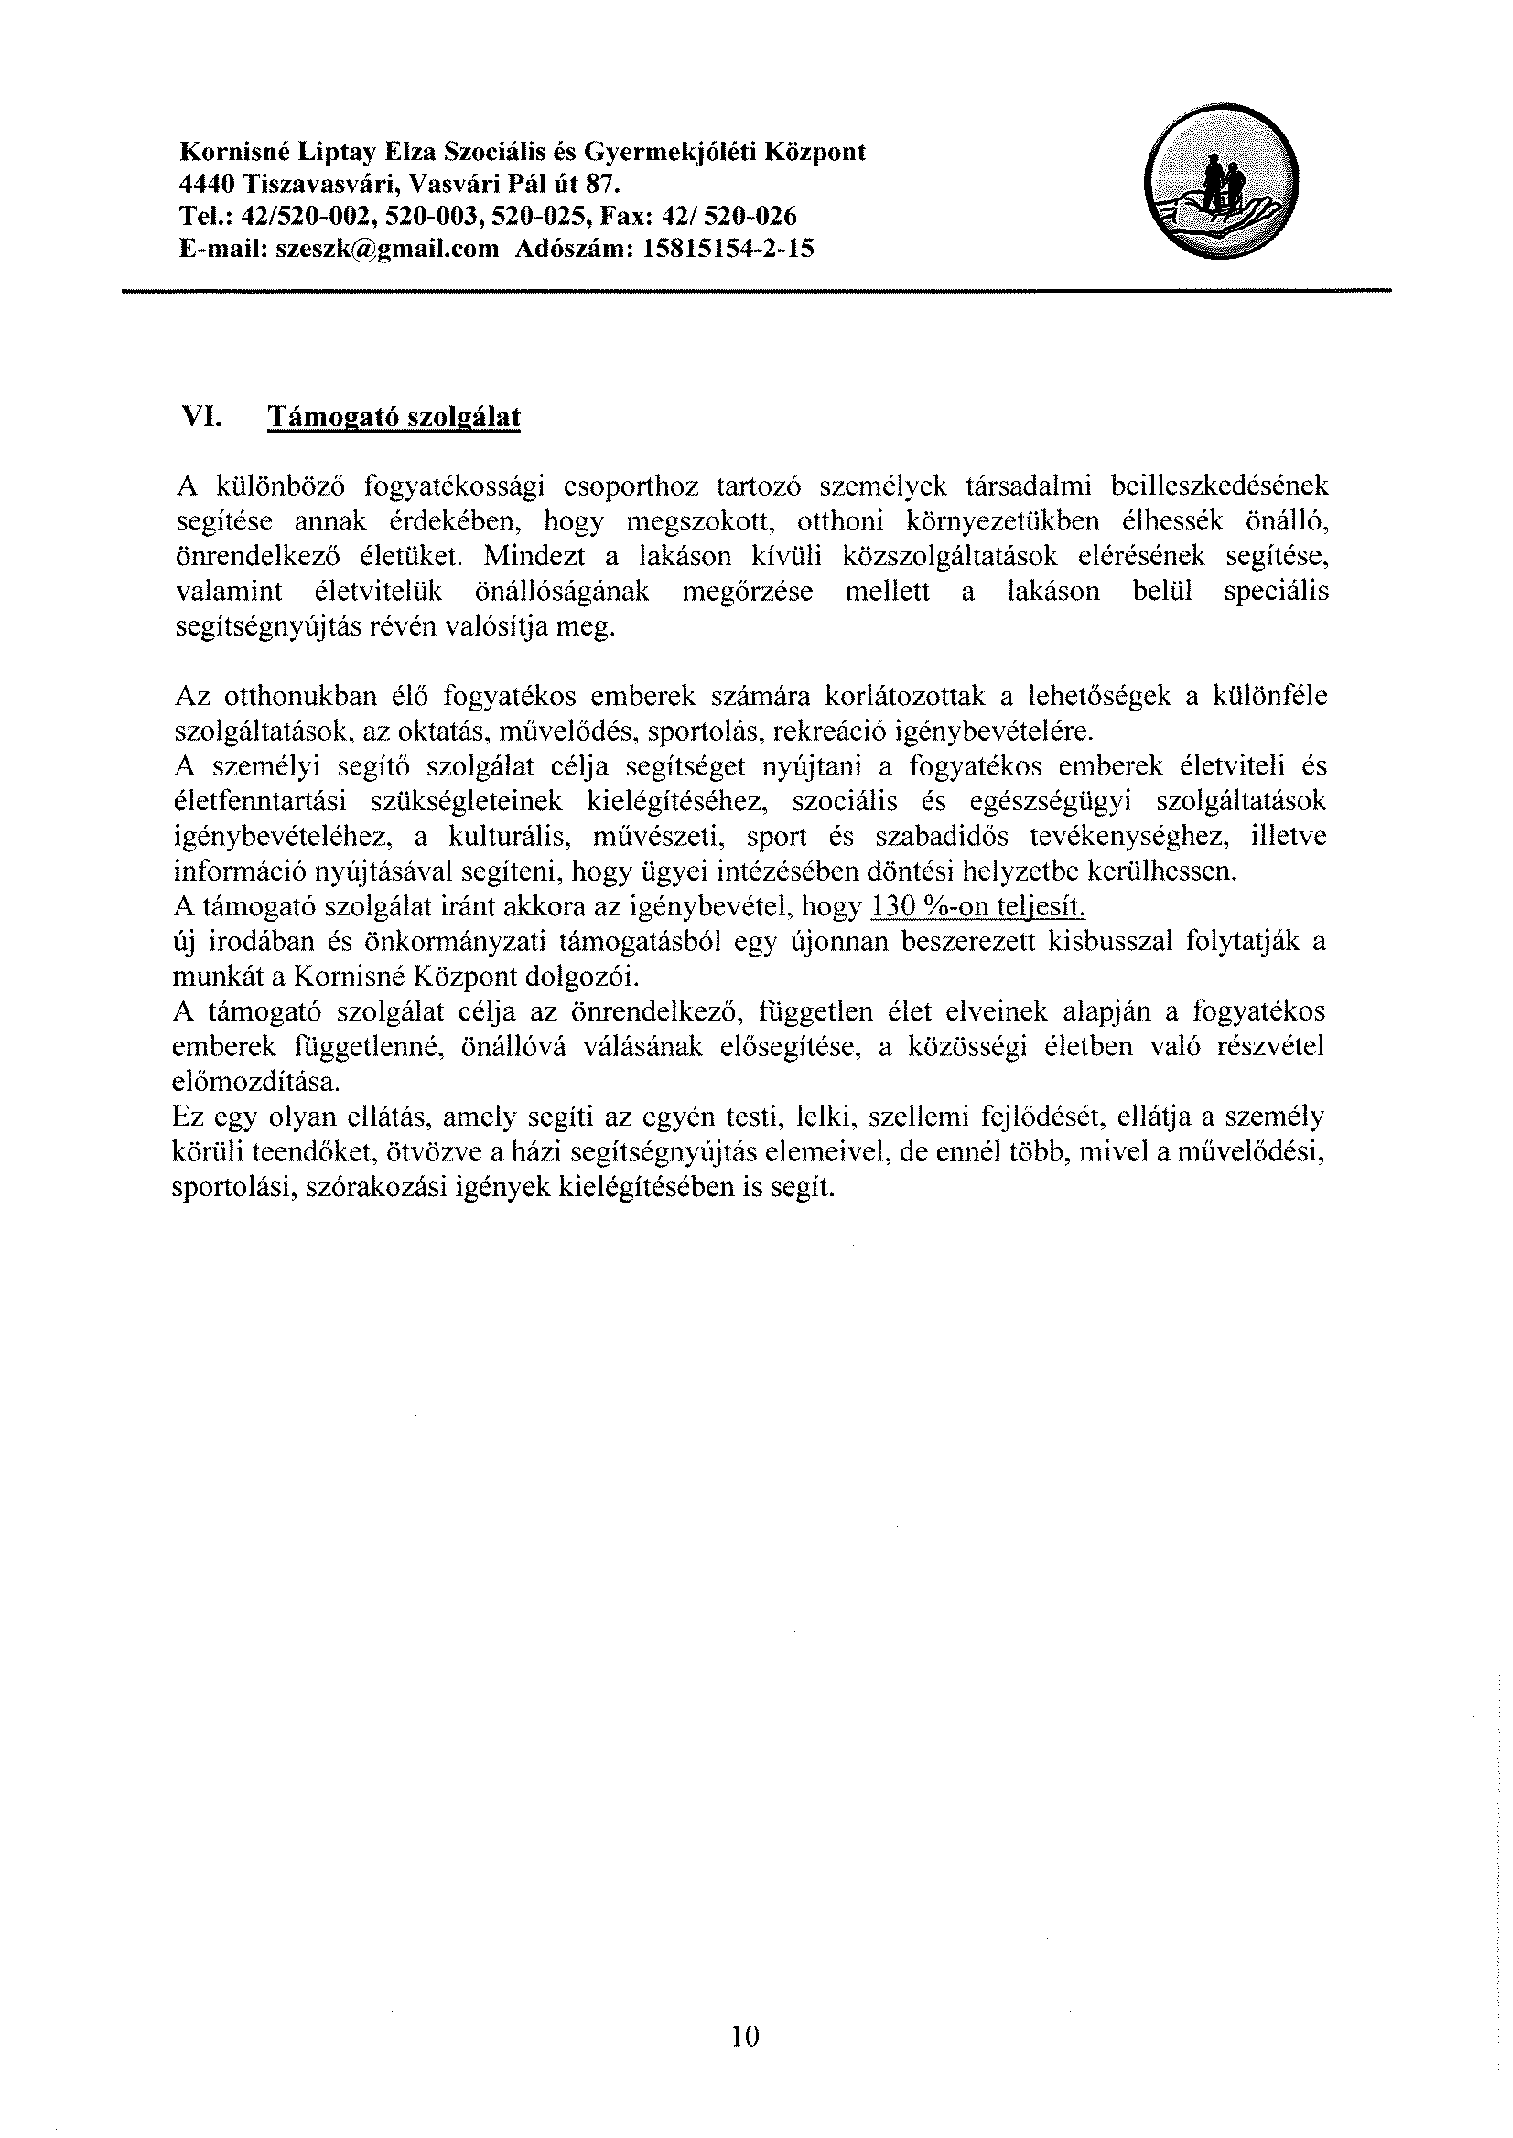 Kornisné Liptay Elza Szociális és Gyermekjóléti Központ
4440 Tiszavasvári, Vasvári Pál út 87.
Tel.: 42/520-002, 520-003, 520-025, Fax: 42/ 520-026
E-mail: szeszk@gmail.com Adószám: 15815154-2-15
VI. Támogató szolgálat
A különböző fogyatékossági csoporthoz tartozó személyek társadalmi beilleszkedésének
segítése annak érdekében, hogy megszokott, otthoni környezetükben élhessék önálló,
önrendelkező életüket. Mindezt a lakáson kívüli közszolgáltatások elérésének segítése,
valamint életvitelük önállóságának megőrzése mellett a lakáson belül speciális
segítségnyújtás révén valósítja meg.
Az otthonukban élő fogyatékos emberek számára korlátozottak a lehetőségek a különféle
szolgáltatások, az oktatás, művelődés, sportolás, rekreáció igénybevételére.
A személyi segítő szolgálat célja segítséget nyújtani a fogyatékos emberek életviteli és
életfenntartási szükségleteinek kielégítéséhez, szociális és egészségügyi szolgáltatások
igénybevételéhez, a kulturális, művészeti, sport és szabadidős tevékenységhez, illetve
információ nyújtásával segíteni, hogy ügyei intézésében döntési helyzetbe kerülhessen.
A támogató szolgálat iránt akkora az igénybevétel, hogy 130 %-on teljesít.
új irodában és önkormányzati támogatásból egy újonnan beszerezett kisbusszal folytatják a
munkát a Kornisné Központ dolgozói.
A támogató szolgálat célja az önrendelkező, független élet elveinek alapján a fogyatékos
emberek függetlenné, önállóvá válásának elősegítése, a közösségi életben való részvétel
előmozdítása.
Ez egy olyan ellátás, amely segíti az egyén testi, lelki, szellemi fejlődését, ellátja a személy
körüli teendőket, ötvözve a házi segítségnyújtás elemeivel, de ennél több, mivel a művelődési,
sportolási, szórakozási igények kielégítésében is segít.
10